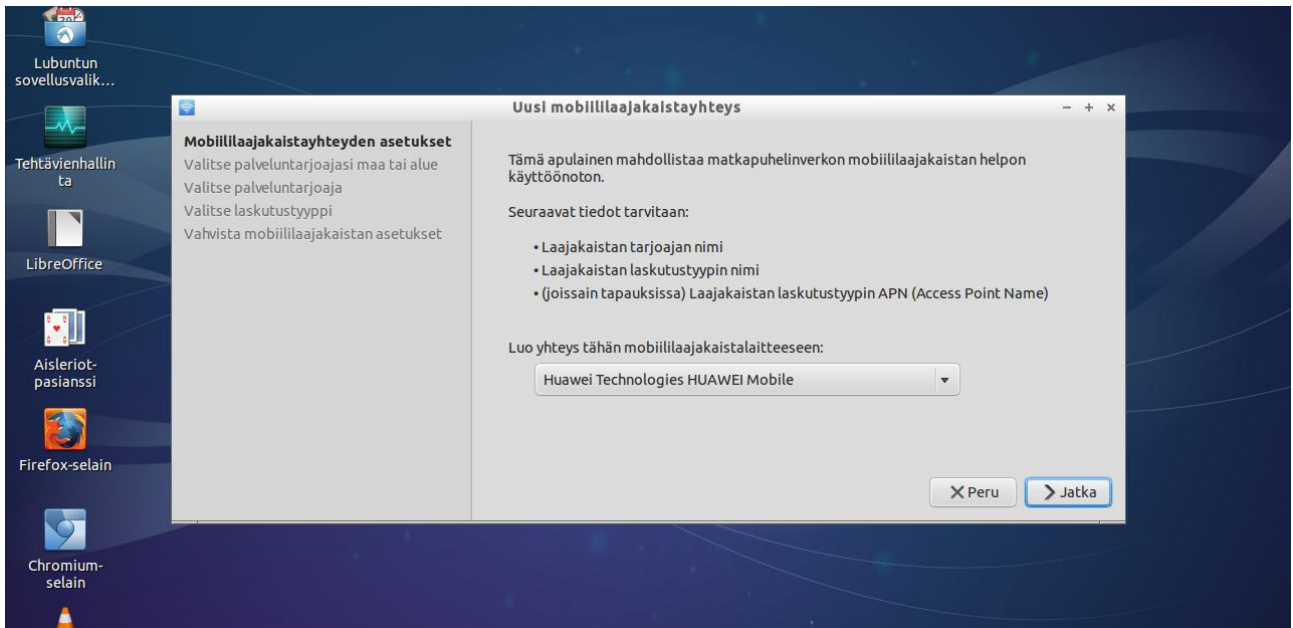 Lubuntun
sovellusvalik...
Tehtävienhallin
ta
LibreOffice
Aisleriot-
pasianssi
Firefox-selain
Chromium-
selain
Uusi mobiililaajakaistayhteys
Mobiililaajakaistayhteyden asetukset
Valitse palveluntarjoajasi maa tai alue
Valitse palveluntarjoaja
Valitse laskutustyyppi
Vahvista mobiililaajakaistan asetukset
Tämä apulainen mahdollistaa matkapuhelinverkon mobiililaajakaistan helpon
käyttöönoton.
Seuraavat tiedot tarvitaan:
• Laajakaistan tarjoajan nimi
• Laajakaistan laskutustyypin nimi
• (joissain tapauksissa) Laajakaistan laskutustyypin APN (Access Point Name)
Luo yhteys tähän mobiililaajakaistalaitteeseen:
Huawei Technologies HUAWEI Mobile
Peru
Jatka